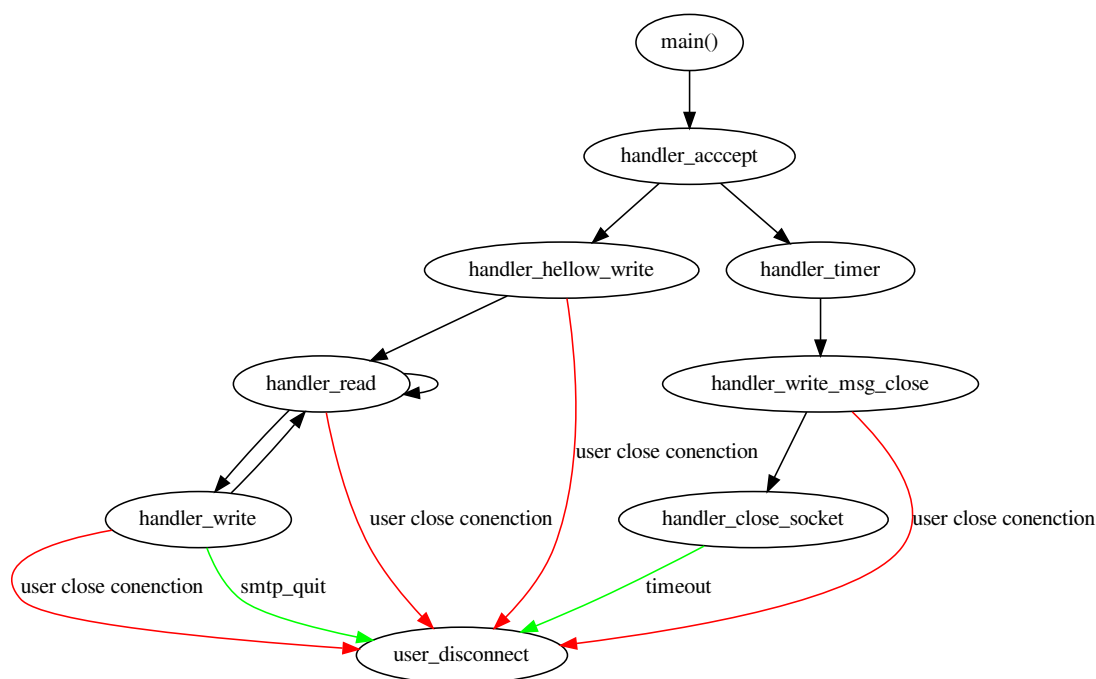 main()
handler_acccept
handler_hellow_write
handler_timer
handler_read
handler_write_msg_close
user close conenction
handler_write
user close conenction
handler_close_socket
user close conenction
user close conenction
smtp_quit
timeout
user_disconnect